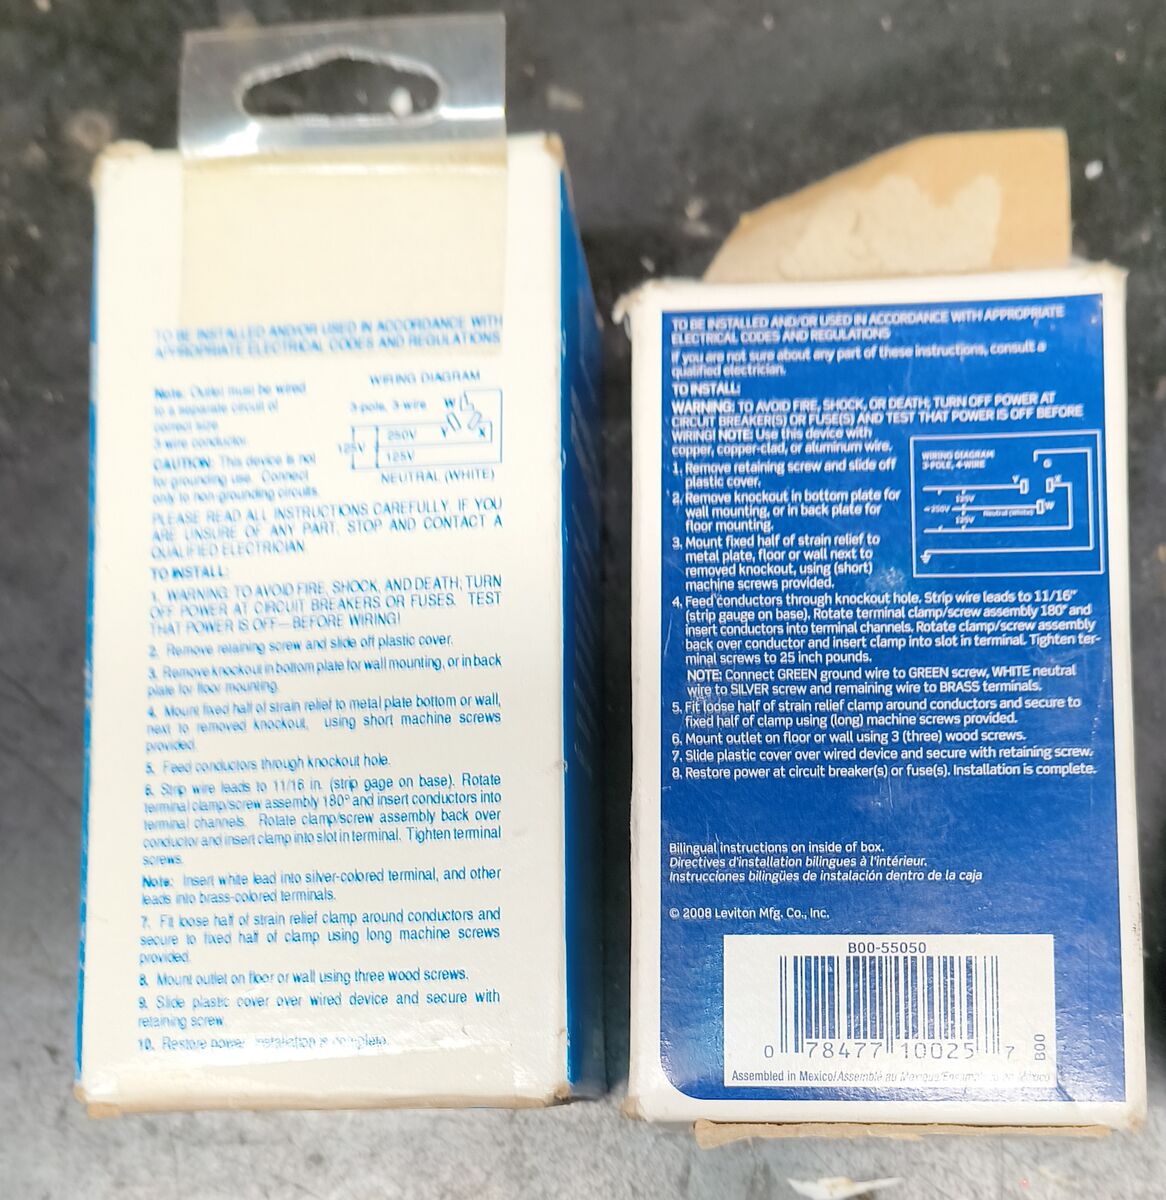 TO BE INSTALLED AND/OR USED IN ACCORDANCE WITH
APPROPRIATE ELECTRICAL CODES AND REGULATIONS
Note: Outlet must be wired
to a separate circuit of
correct size
3 wire conductor.
CAUTION: This device is not
for grounding use. Connect
only to non-grounding circuits.
WIRING DIAGRAM
3-pole, 3-wire W
250V Y X
125V
125V
NEUTRAL (WHITE)
PLEASE READ ALL INSTRUCTIONS CAREFULLY, IF YOU
ARE UNSURE OF ANY PART, STOP AND CONTACT A
QUALIFIED ELECTRICIAN
TO INSTALL:
1. WARNING: TO AVOID FIRE, SHOCK, AND DEATH; TURN
OFF POWER AT CIRCUIT BREAKERS OR FUSES. TEST
THAT POWER IS OFF—BEFORE WIRING!
2. Remove retaining screw and slide off plastic cover.
3. Remove knockout in bottom plate for wall mounting, or in back
plate for floor mounting.
4. Mount fixed half of strain relief to metal plate bottom or wall,
next to removed knockout, using short machine screws
provided.
5. Feed conductors through knockout hole.
6. Strip wire leads to 11/16 in. (strip gage on base). Rotate
terminal clamp/screw assembly 180° and insert conductors into
terminal channels. Rotate clamp/screw assembly back over
conductor and insert clamp into slot in terminal. Tighten terminal
screws.
Note: Insert white lead into silver-colored terminal, and other
leads into brass-colored terminals.
7. Fit loose half of strain relief clamp around conductors and
secure to fixed half of clamp using long machine screws
provided.
8. Mount outlet on floor or wall using three wood screws.
9. Slide plastic cover over wired device and secure with
retaining screw.
10. Restore power. Installation is complete.
TO BE INSTALLED AND/OR USED IN ACCORDANCE WITH APPROPRIATE
ELECTRICAL CODES AND REGULATIONS
If you are not sure about any part of these instructions, consult a
qualified electrician.
TO INSTALL:
WARNING: TO AVOID FIRE, SHOCK, OR DEATH; TURN OFF POWER AT
CIRCUIT BREAKER(S) OR FUSE(S) AND TEST THAT POWER IS OFF BEFORE
WIRING! NOTE: Use this device with
copper, copper-clad, or aluminum wire.
1. Remove retaining screw and slide off
plastic cover.
2. Remove knockout in bottom plate for
wall mounting, or in back plate for
floor mounting.
3. Mount fixed half of strain relief to
metal plate, floor or wall next to
removed knockout, using (short)
machine screws provided.
WIRING DIAGRAM
3-POLE, 4-WIRE
G
Y X
125V
250V Neutral (White) W
125V
4. Feed conductors through knockout hole. Strip wire leads to 11/16"
(strip gauge on base). Rotate terminal clamp/screw assembly 180° and
insert conductors into terminal channels. Rotate clamp/screw assembly
back over conductor and insert clamp into slot in terminal. Tighten ter-
minal screws to 25 inch pounds.
NOTE: Connect GREEN ground wire to GREEN screw, WHITE neutral
wire to SILVER screw and remaining wire to BRASS terminals.
5. Fit loose half of strain relief clamp around conductors and secure to
fixed half of clamp using (long) machine screws provided.
6. Mount outlet on floor or wall using 3 (three) wood screws.
7. Slide plastic cover over wired device and secure with retaining screw.
8. Restore power at circuit breaker(s) or fuse(s). Installation is complete.
Bilingual instructions on inside of box.
Directives d'installation bilingues à l'intérieur.
Instrucciones bilingües de instalación dentro de la caja
© 2008 Leviton Mfg. Co., Inc.
B00-55050
0 78477 10025 7
B00
Assembled in Mexico/Assemblé au Mexique/Ensamblado en México